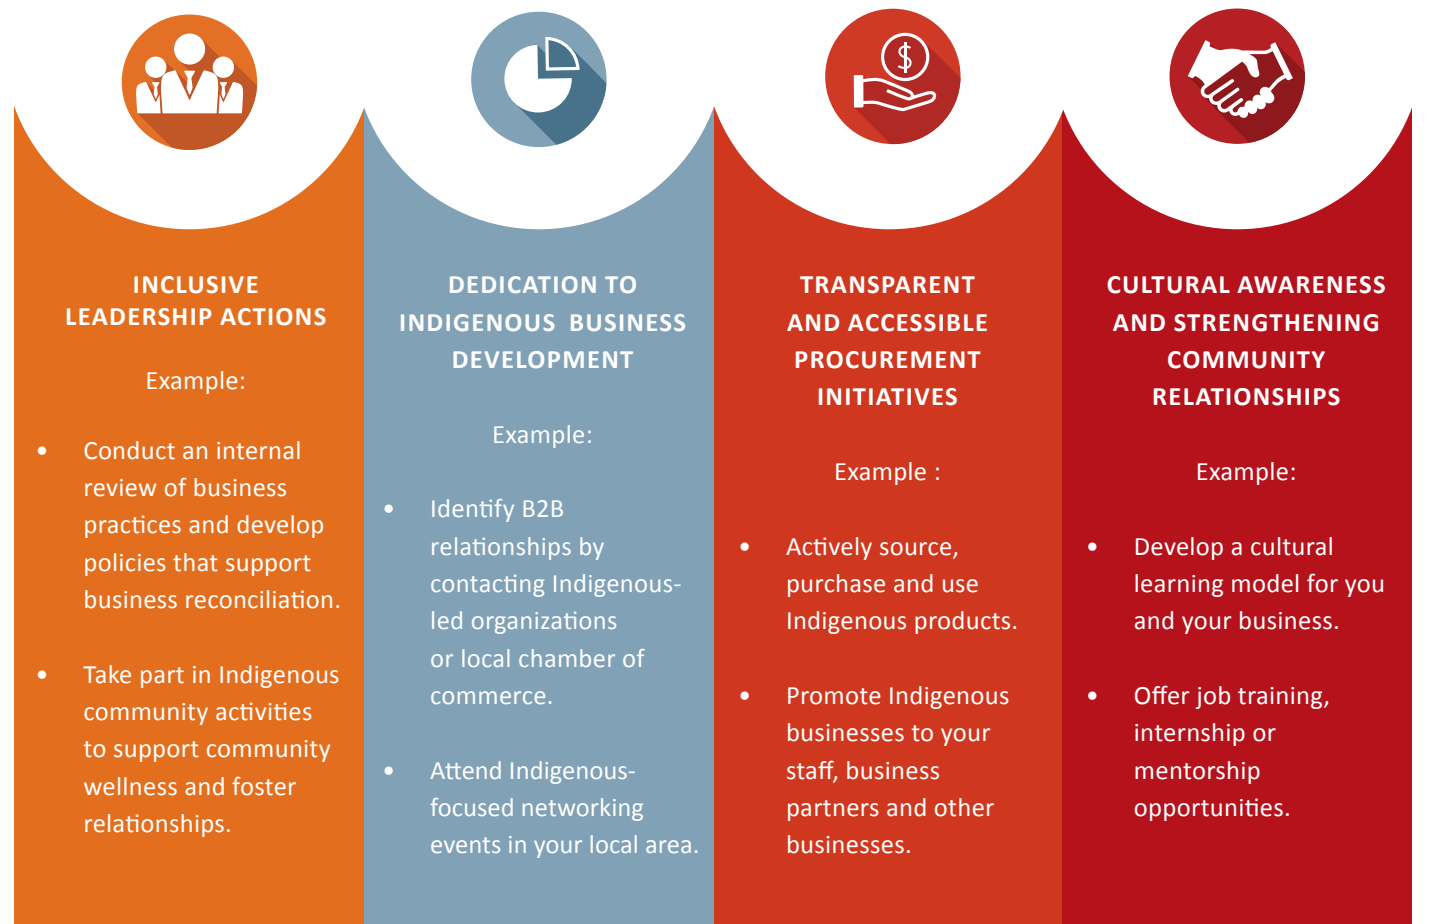 INCLUSIVE
LEADERSHIP ACTIONS
Example:
• Conduct an internal
review of business
practices and develop
policies that support
business reconciliation.
• Take part in Indigenous
community activities
to support community
wellness and foster
relationships.
DEDICATION TO
INDIGENOUS BUSINESS
DEVELOPMENT
Example:
• Identify B2B
relationships by
contacting Indigenous-
led organizations
or local chamber of
commerce.
• Attend Indigenous-
focused networking
events in your local area.
TRANSPARENT
AND ACCESSIBLE
PROCUREMENT
INITIATIVES
Example :
• Actively source,
purchase and use
Indigenous products.
• Promote Indigenous
businesses to your
staff, business
partners and other
businesses.
CULTURAL AWARENESS
AND STRENGTHENING
COMMUNITY
RELATIONSHIPS
Example:
• Develop a cultural
learning model for you
and your business.
• Offer job training,
internship or
mentorship
opportunities.
$